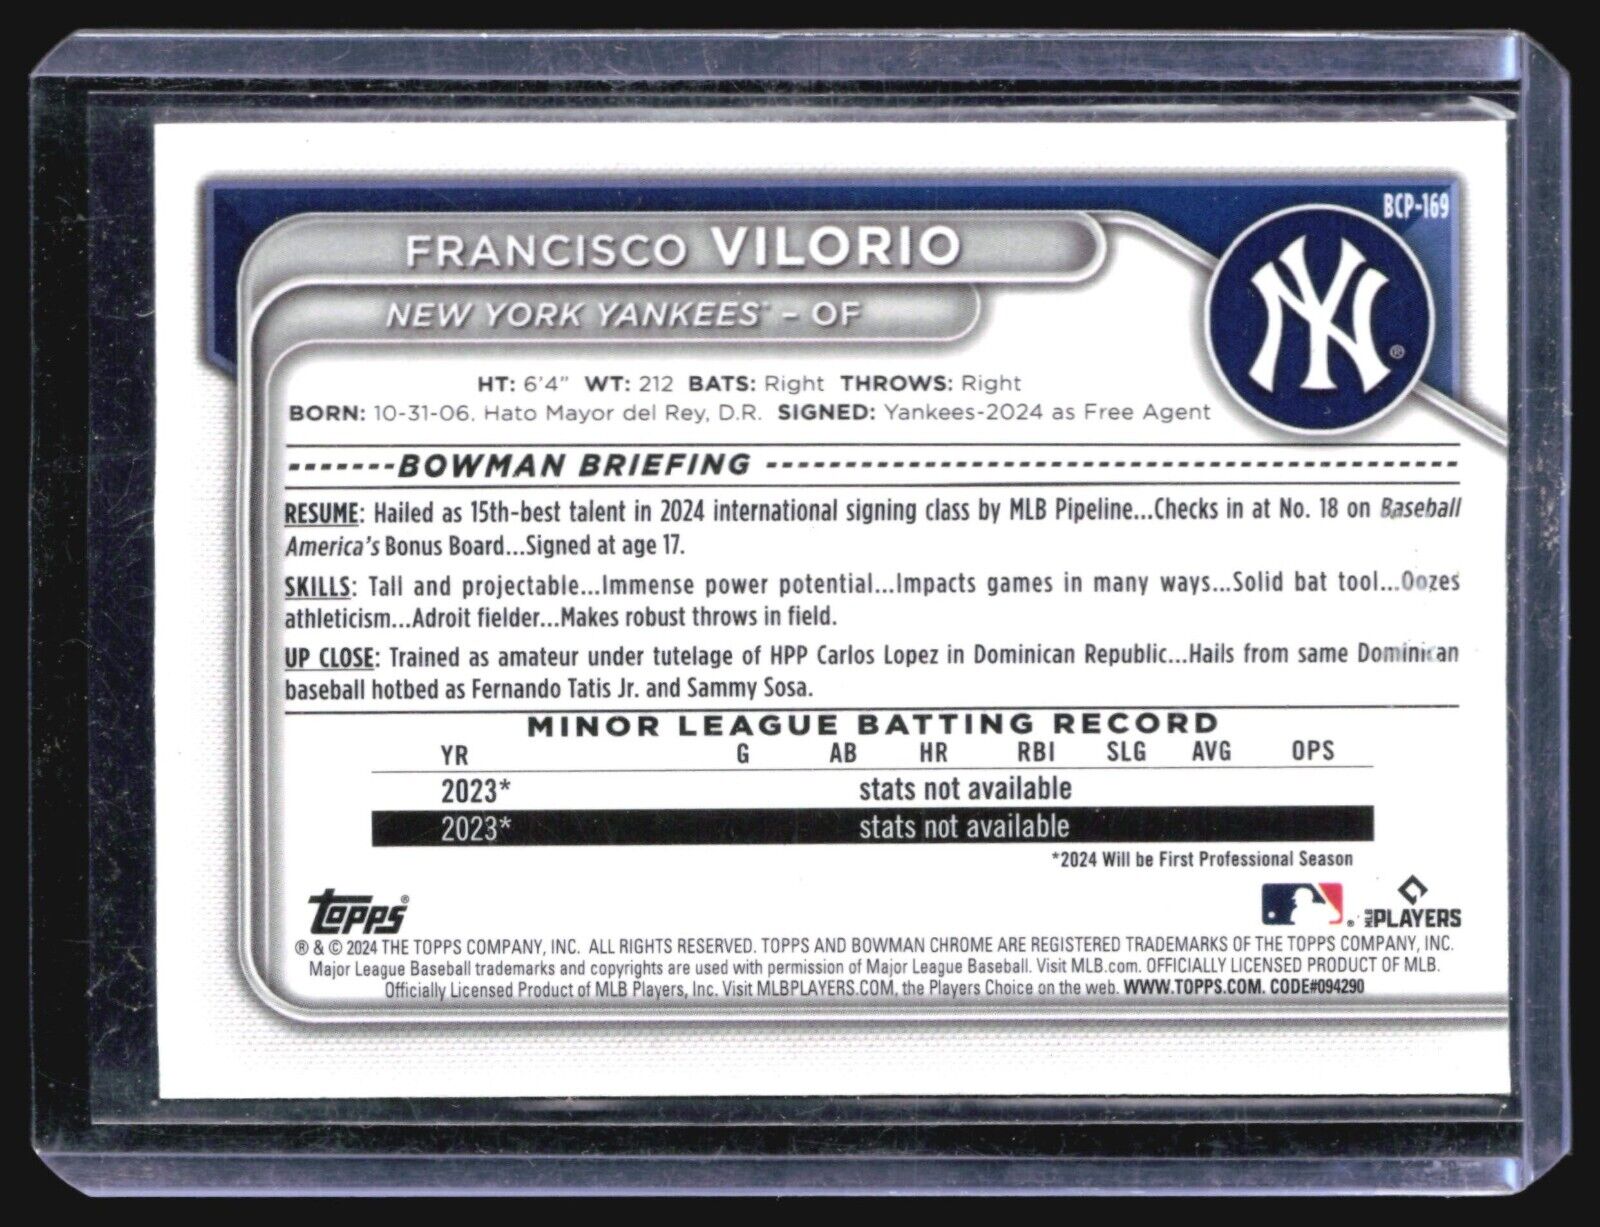 BCP-169
FRANCISCO VILORIO
NEW YORK YANKEES™ – OF
NY®
HT: 6'4" WT: 212 BATS: Right THROWS: Right
BORN: 10-31-06, Hato Mayor del Rey, D.R. SIGNED: Yankees-2024 as Free Agent
BOWMAN BRIEFING
RESUME: Hailed as 15th-best talent in 2024 international signing class by MLB Pipeline...Checks in at No. 18 on Baseball
America's Bonus Board...Signed at age 17.
SKILLS: Tall and projectable...Immense power potential...Impacts games in many ways...Solid bat tool...Oozes
athleticism...Adroit fielder...Makes robust throws in field.
UP CLOSE: Trained as amateur under tutelage of HPP Carlos Lopez in Dominican Republic...Hails from same Dominican
baseball hotbed as Fernando Tatis Jr. and Sammy Sosa.
MINOR LEAGUE BATTING RECORD
YR G AB HR RBI SLG AVG OPS
2023* stats not available
2023* stats not available
*2024 Will be First Professional Season
topps® ® MLB PLAYERS
® & © 2024 THE TOPPS COMPANY, INC. ALL RIGHTS RESERVED. TOPPS AND BOWMAN CHROME ARE REGISTERED TRADEMARKS OF THE TOPPS COMPANY, INC.
Major League Baseball trademarks and copyrights are used with permission of Major League Baseball. Visit MLB.com. OFFICIALLY LICENSED PRODUCT OF MLB.
Officially Licensed Product of MLB Players, Inc. Visit MLBPLAYERS.COM, the Players Choice on the web. WWW.TOPPS.COM. CODE#094290